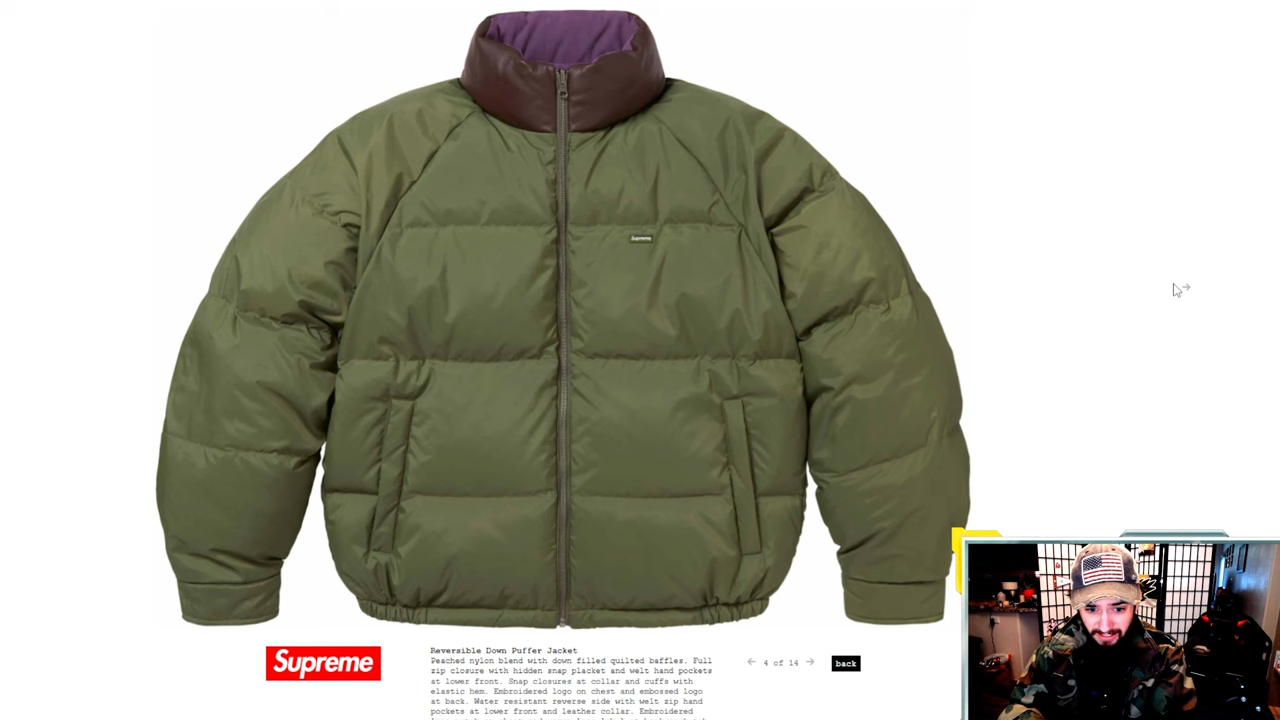 Supreme
Supreme
Reversible Down Puffer Jacket
Peached nylon blend with down filled quilted baffles. Full
zip closure with hidden snap placket and welt hand pockets
at lower front. Snap closures at collar and cuffs with
elastic hem. Embroidered logo on chest and embossed logo
at back. Water resistant reverse side with welt zip hand
pockets at lower front and leather collar. Embroidered
← 4 of 14 →
back